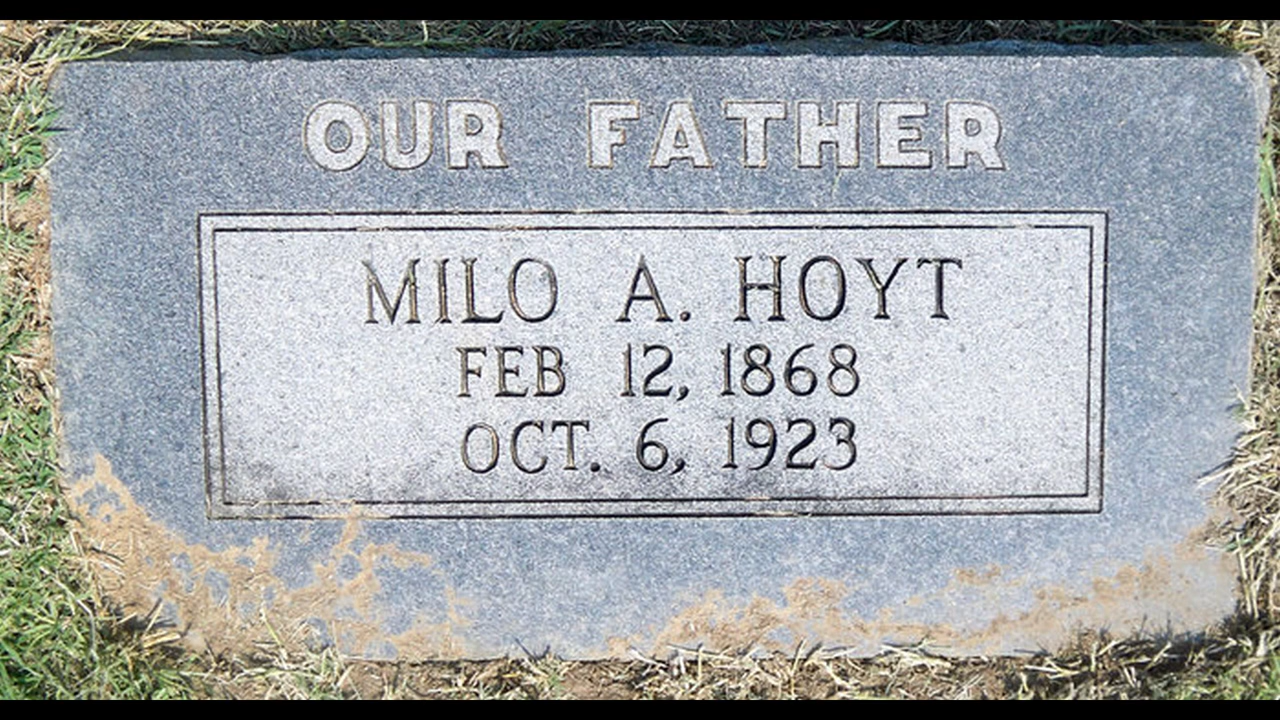 OUR FATHER
MILO A. HOYT
FEB 12, 1868
OCT. 6, 1923